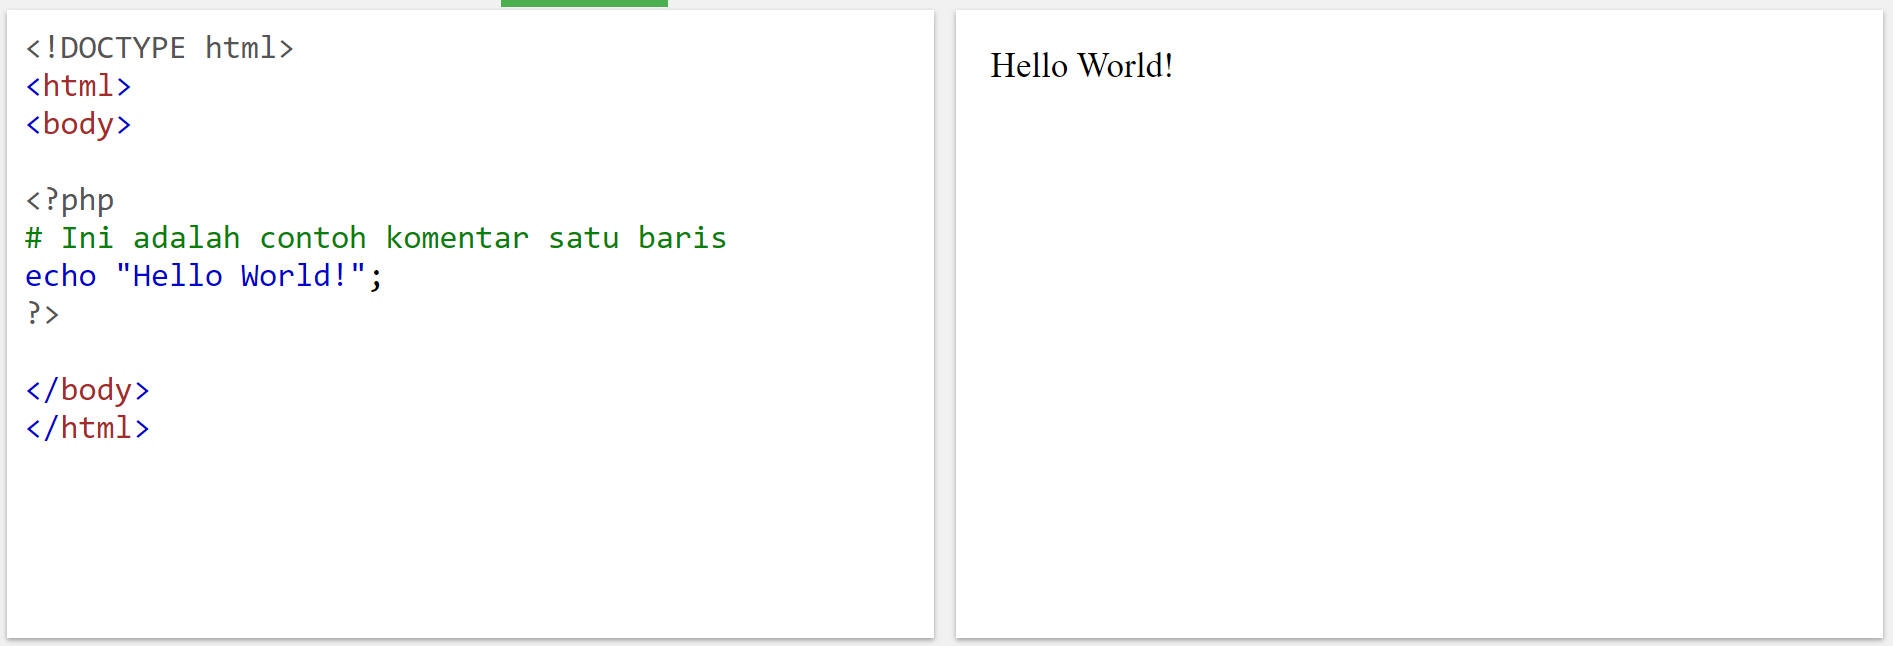 <!DOCTYPE html>
<html>
<body>
<?php
# Ini adalah contoh komentar satu baris
echo "Hello World!";
?>
</body>
</html>
Hello World!